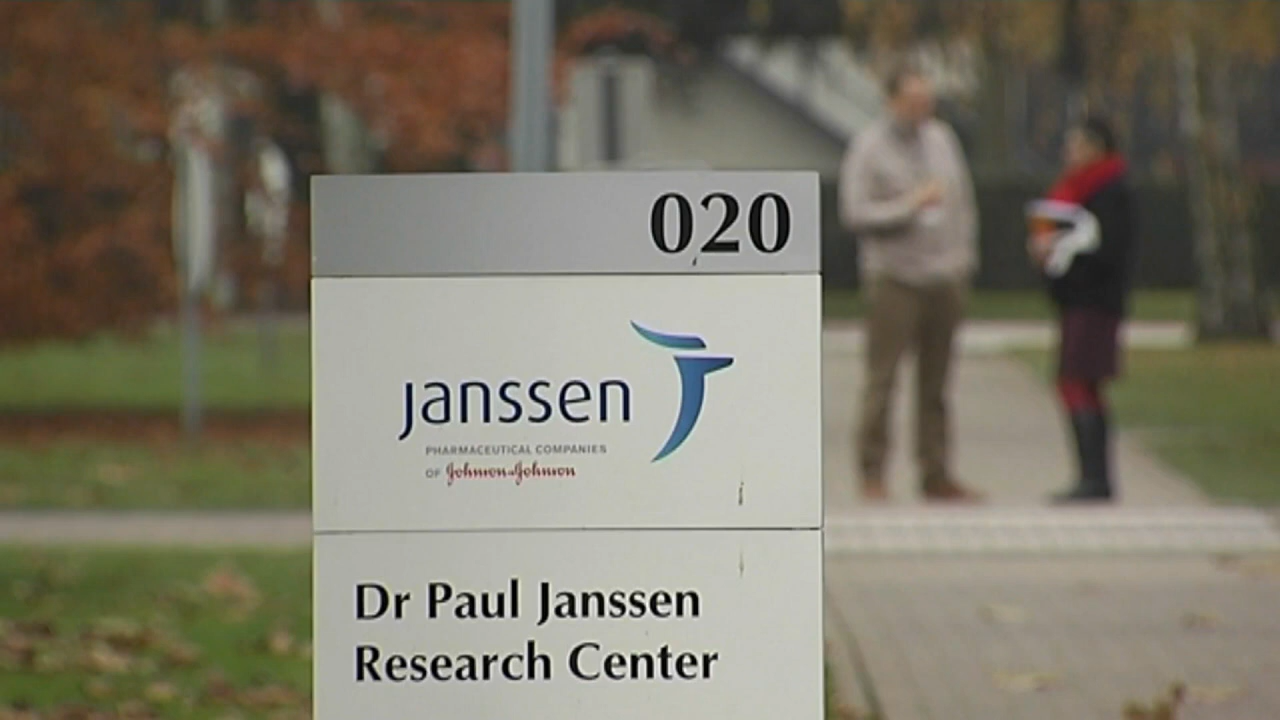 020
Janssen
PHARMACEUTICAL COMPANIES
OF Johnson & Johnson
Dr Paul Janssen
Research Center